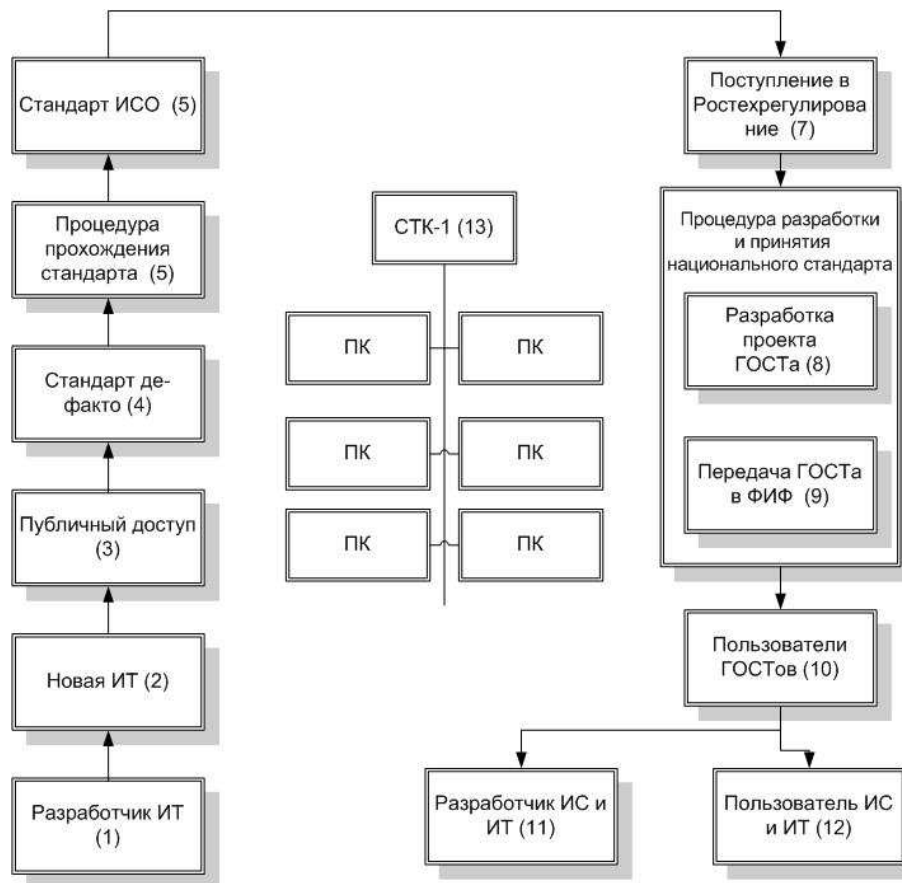 Стандарт ИСО (5)
Процедура
прохождения
стандарта (5)
Стандарт де-
факто (4)
Публичный доступ
(3)
Новая ИТ (2)
Разработчик ИТ
(1)
СТК-1 (13)
ПК
ПК
ПК
ПК
ПК
ПК
Поступление в
Ростехрегулирова
ние (7)
Процедура разработки
и принятия
национального стандарта
Разработка
проекта
ГОСТа (8)
Передача ГОСТа
в ФИФ (9)
Пользователи
ГОСТов (10)
Разработчик ИС и
ИТ (11)
Пользователь ИС
и ИТ (12)